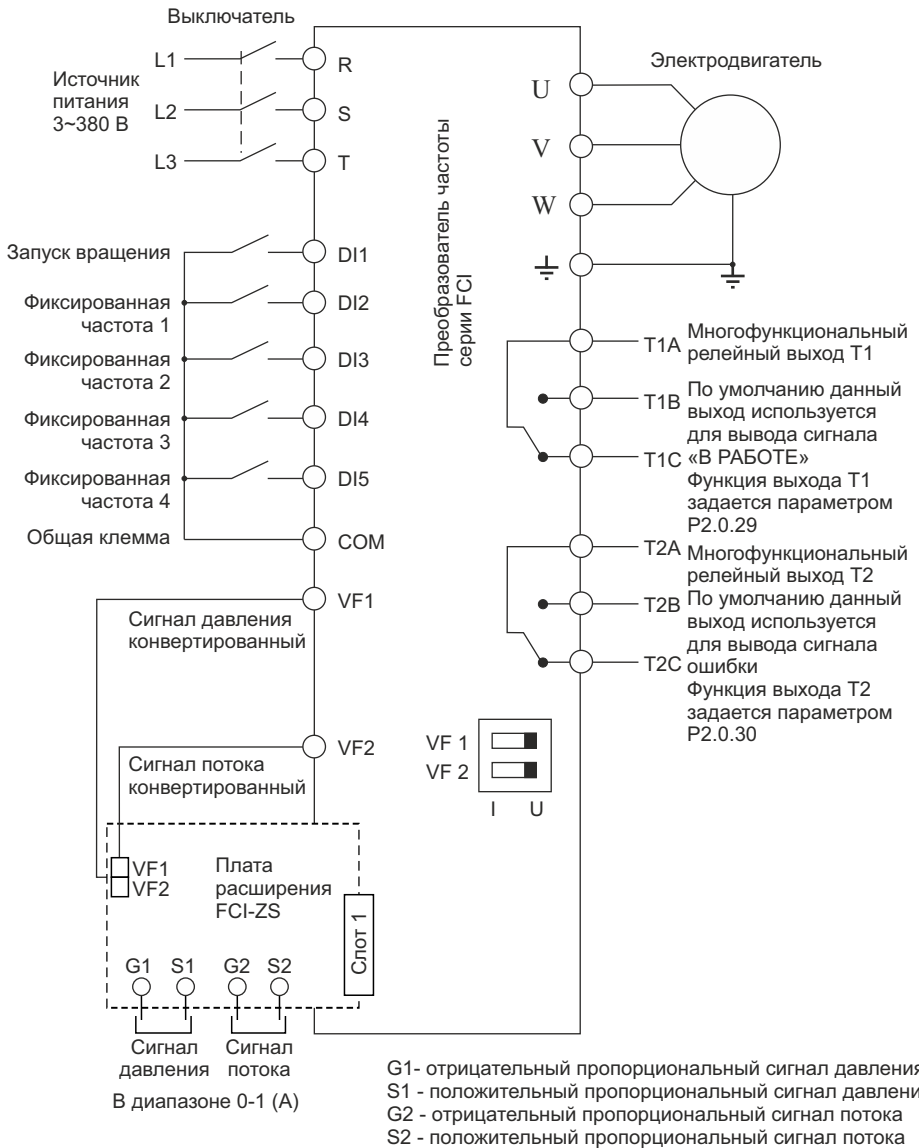 Выключатель
L1
R
Источник
питания
3~380 В
L2
S
L3
T
Преобразователь частоты
серии FCI
Электродвигатель
U
V
W
Запуск вращения
DI1
Фиксированная
частота 1
DI2
Фиксированная
частота 2
DI3
Фиксированная
частота 3
DI4
Фиксированная
частота 4
DI5
Общая клемма
COM
T1A
Многофункциональный
релейный выход T1
T1B
По умолчанию данный
выход используется
для вывода сигнала
T1C
«В РАБОТЕ»
Функция выхода T1
задается параметром
P2.0.29
T2A
Многофункциональный
релейный выход T2
T2B
По умолчанию данный
выход используется
для вывода сигнала
T2C
ошибки
Функция выхода T2
задается параметром
P2.0.30
VF1
Сигнал давления
конвертированный
VF2
Сигнал потока
конвертированный
VF 1
VF 2
I U
VF1
VF2
Плата
расширения
FCI-ZS
Слот 1
G1 S1 G2 S2
Сигнал
давления
Сигнал
потока
В диапазоне 0-1 (А)
G1- отрицательный пропорциональный сигнал давления
S1 - положительный пропорциональный сигнал давлени
G2 - отрицательный пропорциональный сигнал потока
S2 - положительный пропорциональный сигнал потока